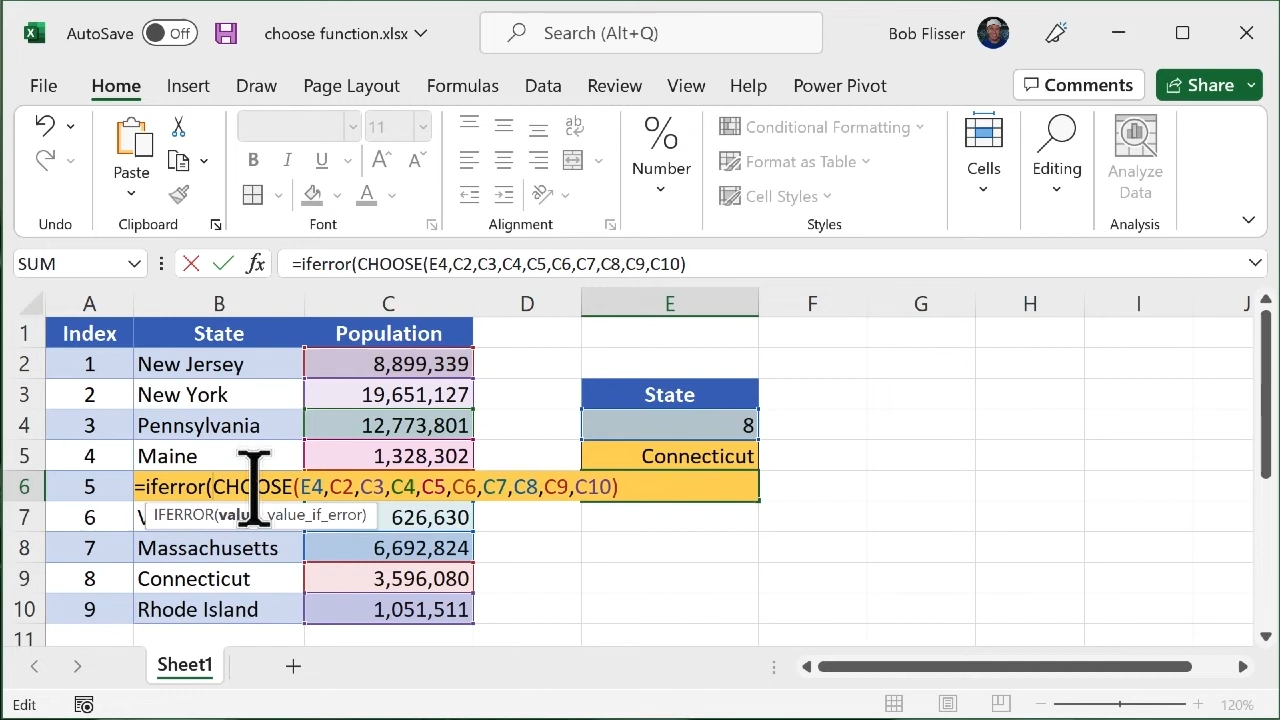 AutoSave Off choose function.xlsx Search (Alt+Q) Bob Flisser
File Home Insert Draw Page Layout Formulas Data Review View Help Power Pivot Comments Share
11 ab
B I U A A Paste % Number Conditional Formatting Cells Editing Analyze Data
Format as Table
A Cell Styles
Undo Clipboard Font Alignment Styles Analysis
SUM fx =iferror(CHOOSE(E4,C2,C3,C4,C5,C6,C7,C8,C9,C10)
A B C D E F G H I J
1 Index State Population
2 1 New Jersey 8,899,339
3 2 New York 19,651,127 State
4 3 Pennsylvania 12,773,801 8
5 4 Maine 1,328,302 Connecticut
6 5 =iferror(CHOOSE(E4,C2,C3,C4,C5,C6,C7,C8,C9,C10)
7 6 V IFERROR(value, value_if_error) 626,630
8 7 Massachusetts 6,692,824
9 8 Connecticut 3,596,080
10 9 Rhode Island 1,051,511
11
Sheet1
Edit 120%